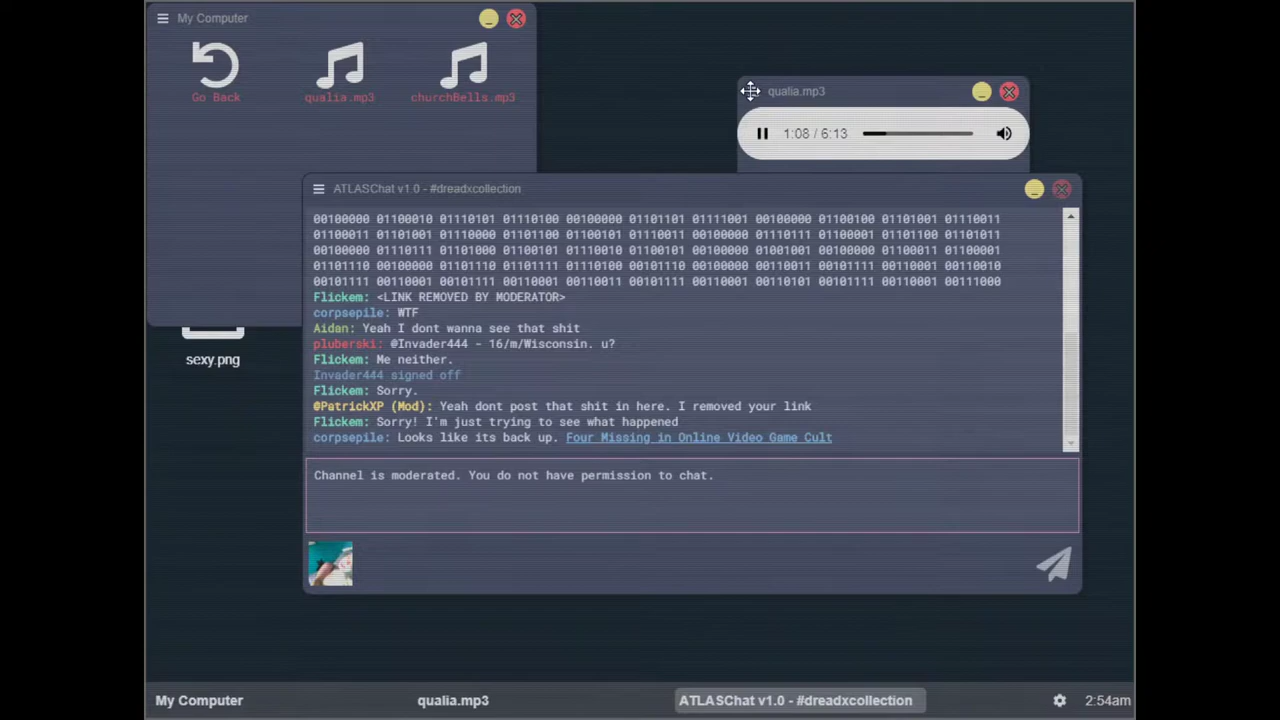 My Computer
Go Back
qualia.mp3
churchBells.mp3
qualia.mp3
1:08 / 6:13
ATLASChat v1.0 - #dreadxcollection
00100000 01100010 01110101 01110100 00100000 01101101 01111001 00100000 01100100 01101001 01110011
01100011 01101001 01110000 01101100 01100101 01110011 00100000 01110111 01100001 01101100 01101011
00100000 01110111 01101000 01100101 01110010 01100101 00100000 01001001 00100000 01100011 01100001
01101110 00100000 01101110 01101111 01110100 00101110 00100000 00110011 00101111 00110001 00110010
00101111 00110001 00101111 00110001 00110011 00101111 00110001 00110101 00101111 00110001 00111000
Flickem: <LINK REMOVED BY MODERATOR>
corpsepile: WTF
Aidan: Yeah I dont wanna see that shit
pluberski: @Invader444 - 16/m/Wisconsin. u?
Flickem: Me neither.
Invader444 signed off
Flickem: Sorry.
@PatrickXP (Mod): Yeah dont post that shit in here. I removed your link
Flickem: Sorry! I'm just trying to see what happened
corpsepile: Looks like its back up. Four Missing in Online Video Game Cult
sexy.png
Channel is moderated. You do not have permission to chat.
My Computer
qualia.mp3
ATLASChat v1.0 - #dreadxcollection
2:54am